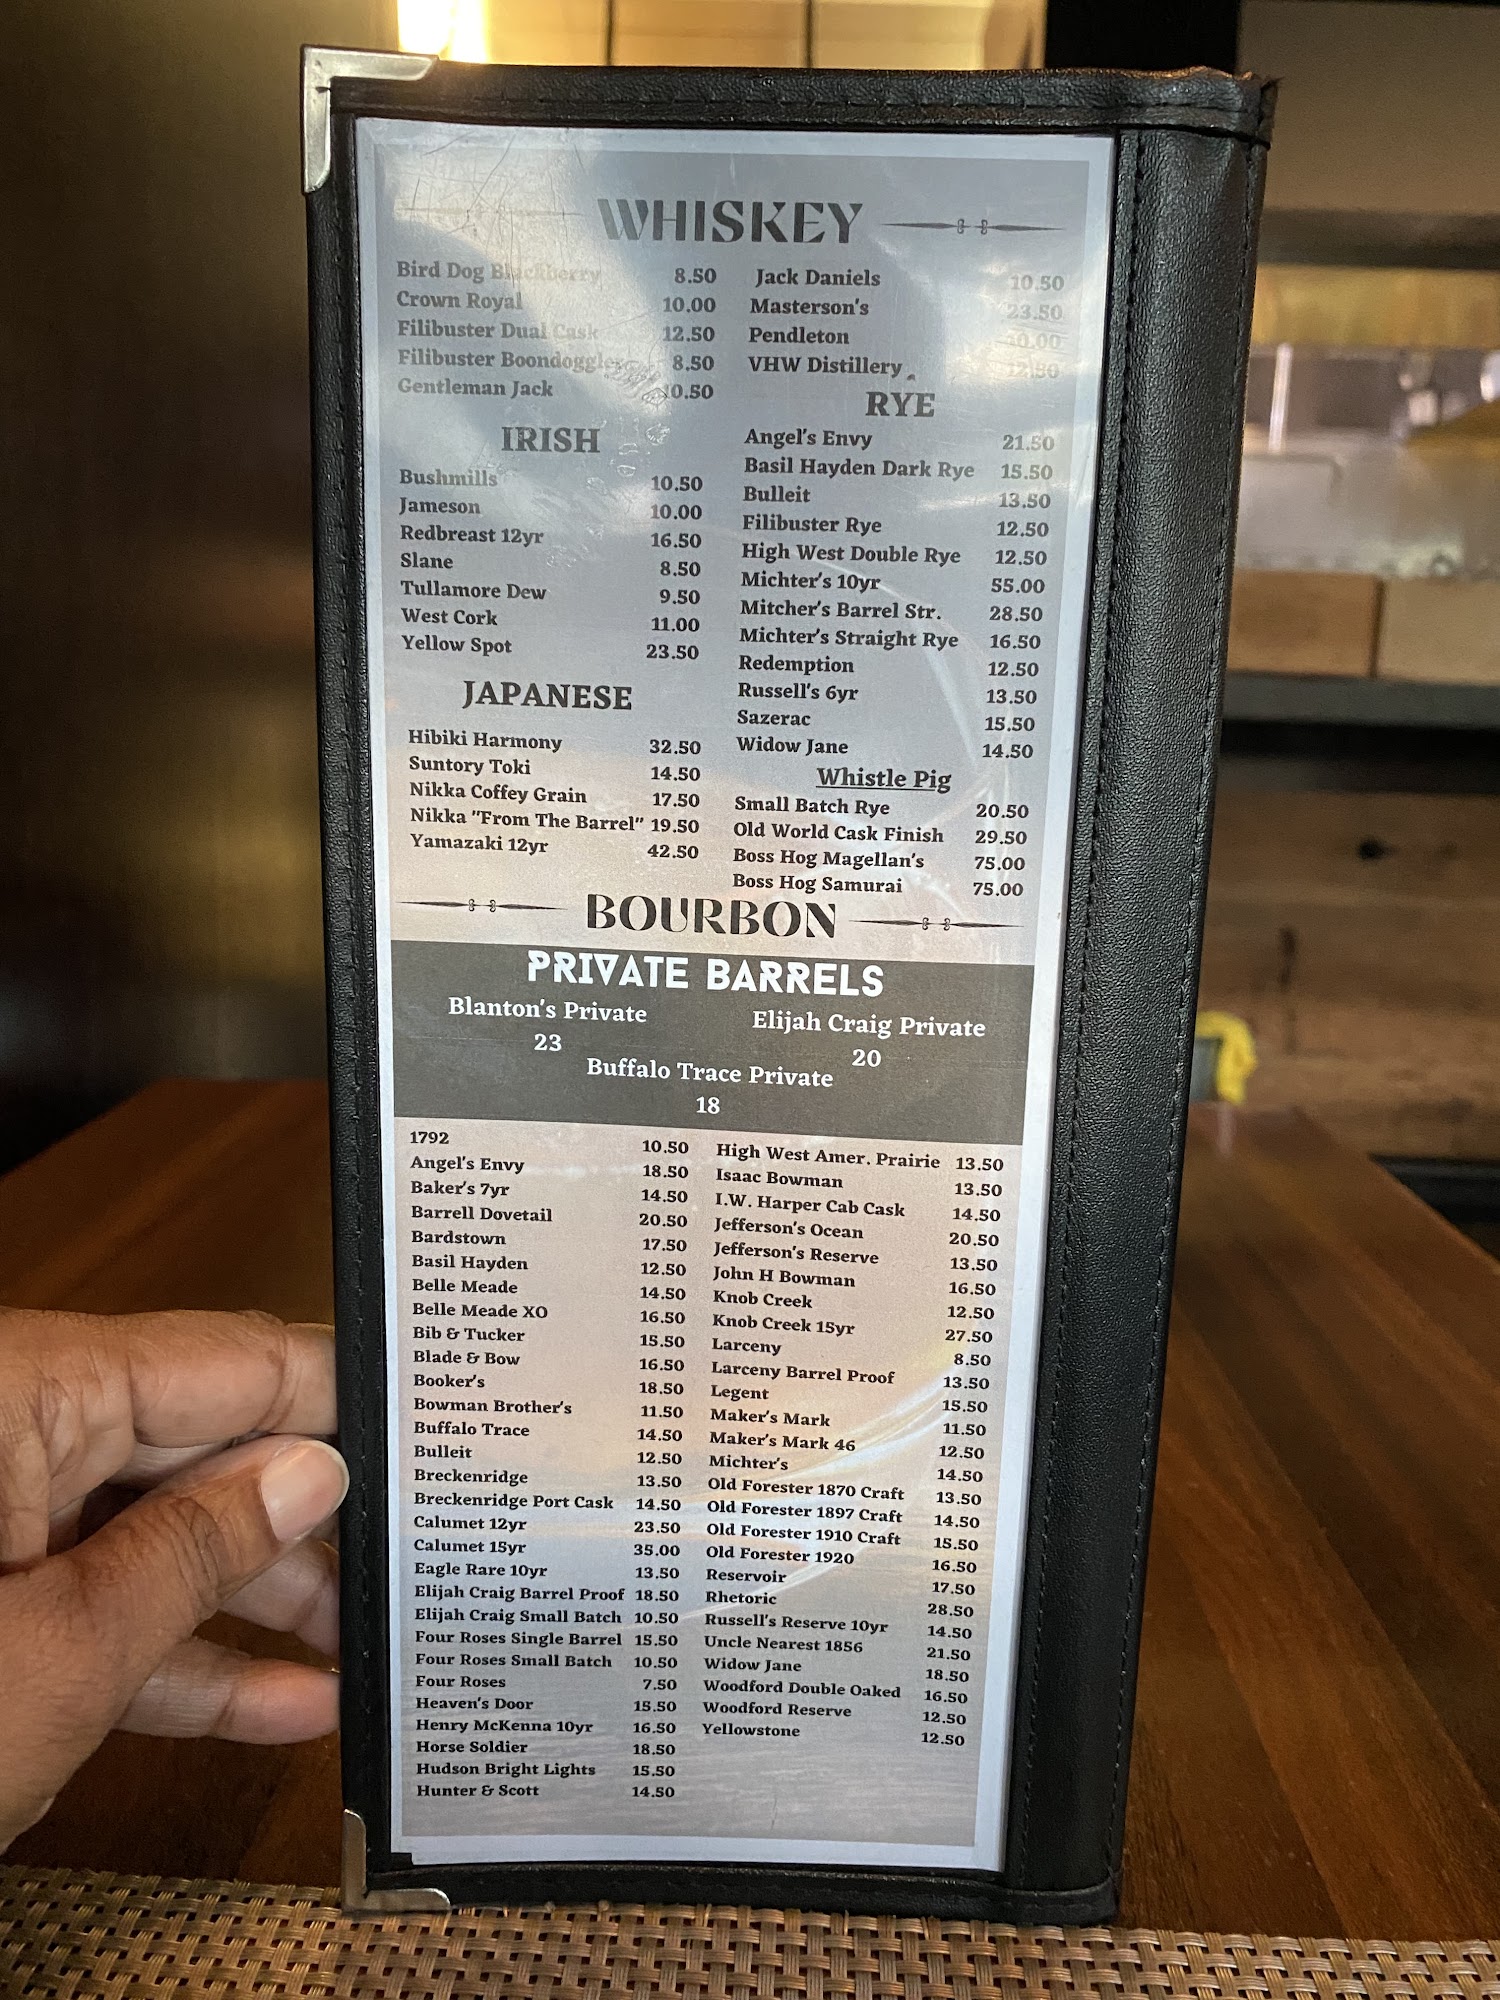 WHISKEY
Bird Dog Blackberry 8.50
Crown Royal 10.00
Filibuster Dual Cask 12.50
Filibuster Boondoggler 8.50
Gentleman Jack 10.50
IRISH
Bushmills 10.50
Jameson 10.00
Redbreast 12yr 16.50
Slane 8.50
Tullamore Dew 9.50
West Cork 11.00
Yellow Spot 23.50
JAPANESE
Hibiki Harmony 32.50
Suntory Toki 14.50
Nikka Coffey Grain 17.50
Nikka "From The Barrel" 19.50
Yamazaki 12yr 42.50
Jack Daniels 10.50
Masterson's 23.50
Pendleton 10.00
VHW Distillery 12.50
RYE
Angel's Envy 21.50
Basil Hayden Dark Rye 15.50
Bulleit 13.50
Filibuster Rye 12.50
High West Double Rye 12.50
Michter's 10yr 55.00
Mitcher's Barrel Str. 28.50
Michter's Straight Rye 16.50
Redemption 12.50
Russell's 6yr 13.50
Sazerac 15.50
Widow Jane 14.50
Whistle Pig
Small Batch Rye 20.50
Old World Cask Finish 29.50
Boss Hog Magellan's 75.00
Boss Hog Samurai 75.00
BOURBON
PRIVATE BARRELS
Blanton's Private
23
Elijah Craig Private
20
Buffalo Trace Private
18
1792 10.50
Angel's Envy 18.50
Baker's 7yr 14.50
Barrell Dovetail 20.50
Bardstown 17.50
Basil Hayden 12.50
Belle Meade 14.50
Belle Meade XO 16.50
Bib & Tucker 15.50
Blade & Bow 16.50
Booker's 18.50
Bowman Brother's 11.50
Buffalo Trace 14.50
Bulleit 12.50
Breckenridge 13.50
Breckenridge Port Cask 14.50
Calumet 12yr 23.50
Calumet 15yr 35.00
Eagle Rare 10yr 13.50
Elijah Craig Barrel Proof 18.50
Elijah Craig Small Batch 10.50
Four Roses Single Barrel 15.50
Four Roses Small Batch 10.50
Four Roses 7.50
Heaven's Door 15.50
Henry McKenna 10yr 16.50
Horse Soldier 18.50
Hudson Bright Lights 15.50
Hunter & Scott 14.50
High West Amer. Prairie 13.50
Isaac Bowman 13.50
I.W. Harper Cab Cask 14.50
Jefferson's Ocean 20.50
Jefferson's Reserve 13.50
John H Bowman 16.50
Knob Creek 12.50
Knob Creek 15yr 27.50
Larceny 8.50
Larceny Barrel Proof 13.50
Legent 15.50
Maker's Mark 11.50
Maker's Mark 46 12.50
Michter's 14.50
Old Forester 1870 Craft 13.50
Old Forester 1897 Craft 14.50
Old Forester 1910 Craft 15.50
Old Forester 1920 16.50
Reservoir 17.50
Rhetoric 28.50
Russell's Reserve 10yr 14.50
Uncle Nearest 1856 21.50
Widow Jane 18.50
Woodford Double Oaked 16.50
Woodford Reserve 12.50
Yellowstone 12.50